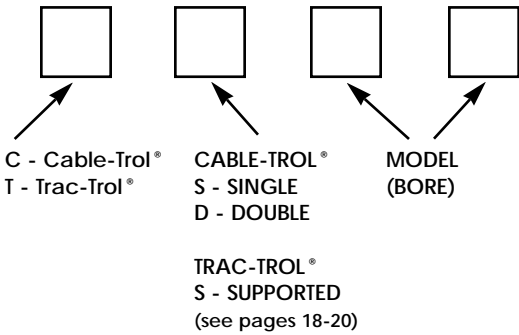 C - Cable-Trol®
T - Trac-Trol®
CABLE-TROL®
S - SINGLE
D - DOUBLE
TRAC-TROL®
S - SUPPORTED
(see pages 18-20)
MODEL
(BORE)